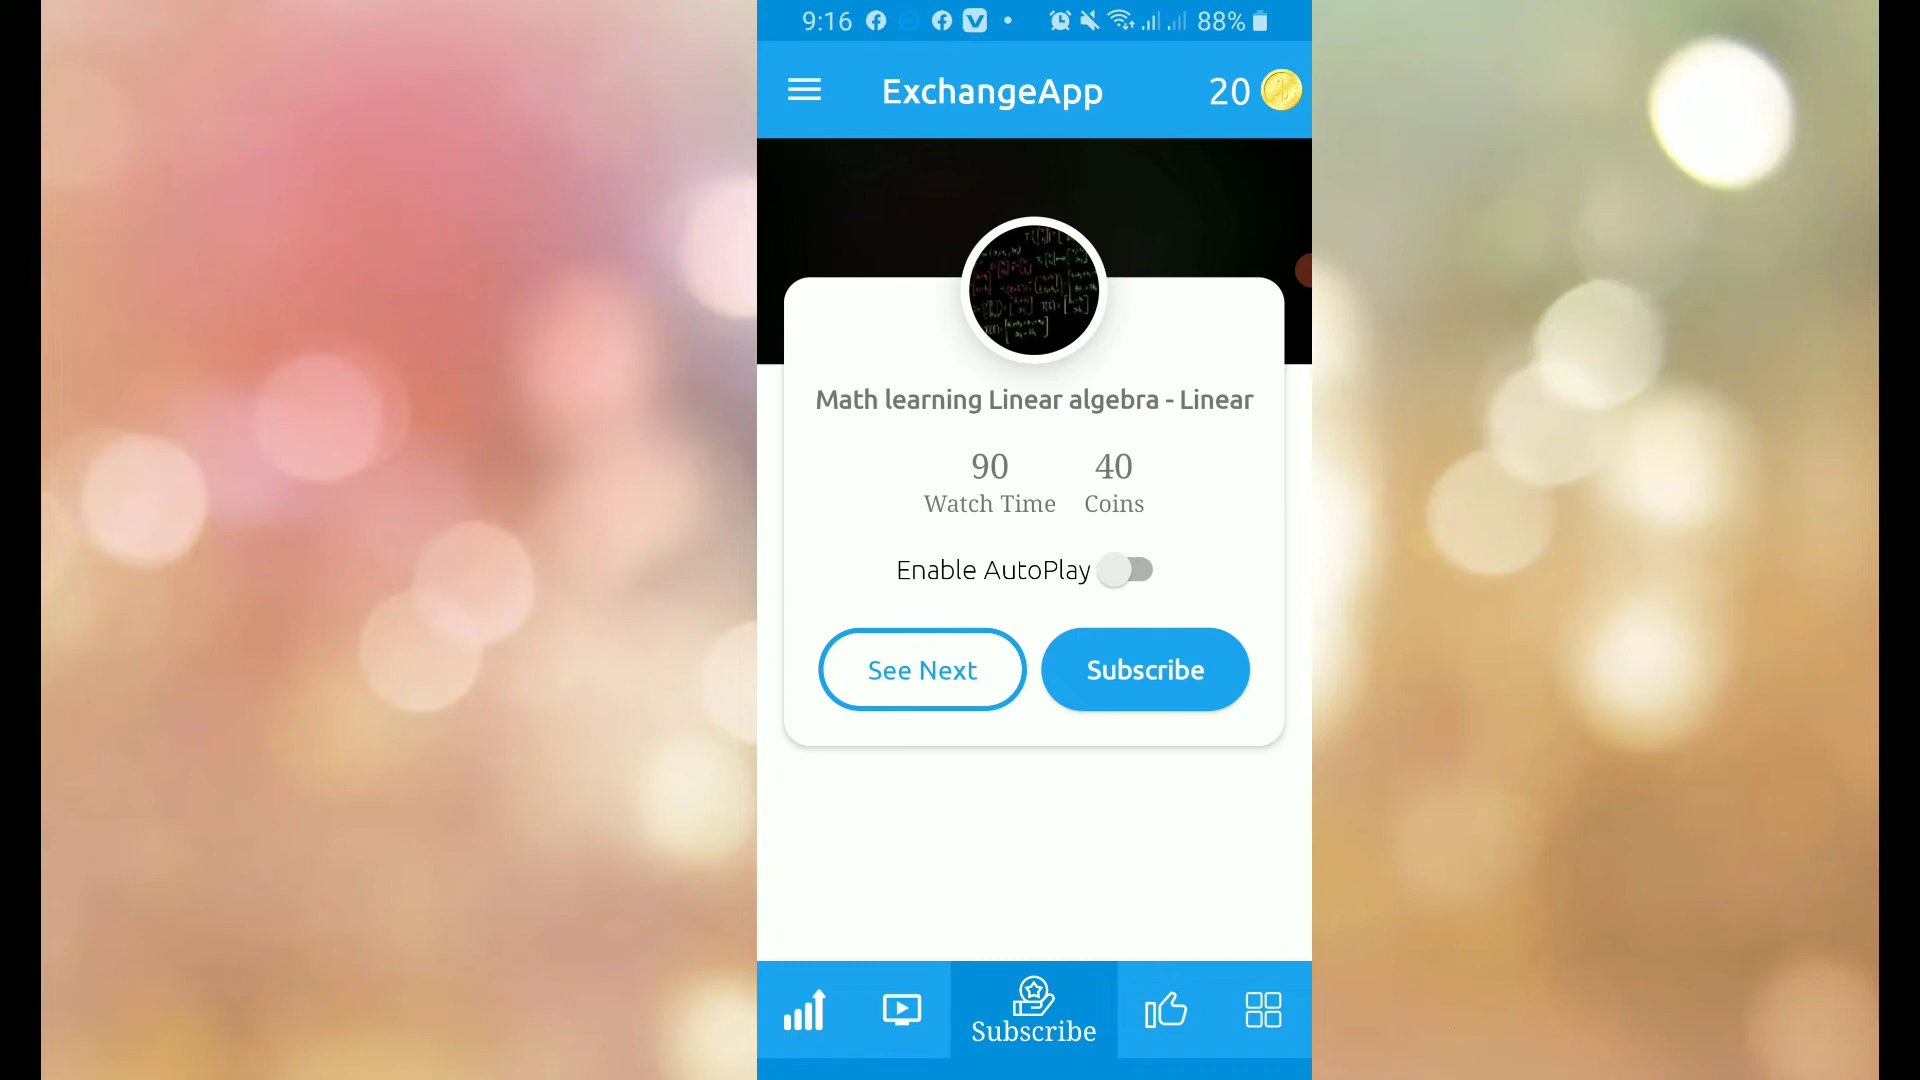 9:16 88%
ExchangeApp 20
Math learning Linear algebra - Linear
90 40
Watch Time Coins
Enable AutoPlay
See Next Subscribe
Subscribe